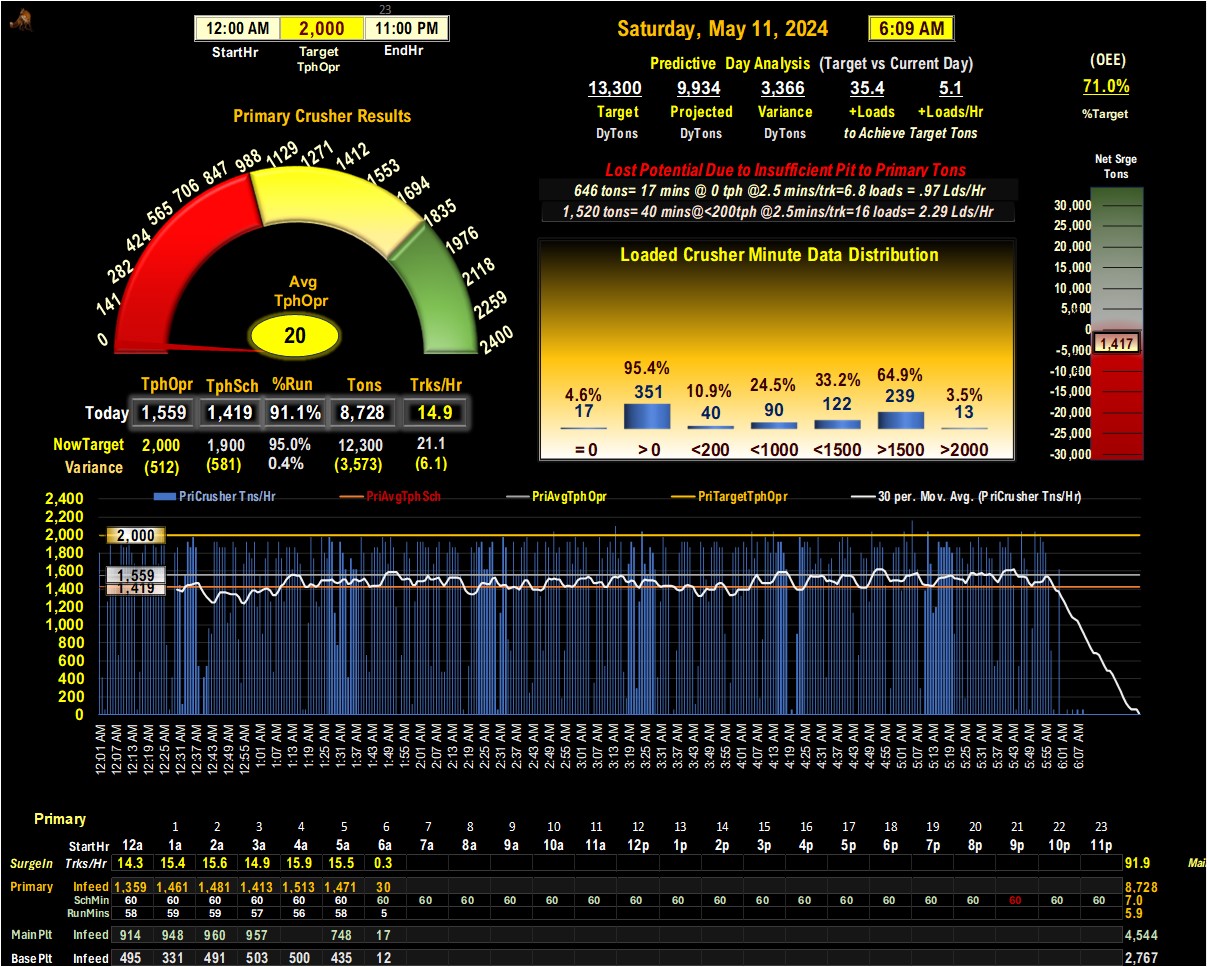 23
12:00 AM 2,000 11:00 PM
StartHr Target TphOpr EndHr
Saturday, May 11, 2024 6:09 AM
Predictive Day Analysis (Target vs Current Day)
13,300 9,934 3,366 35.4 5.1
Target Projected Variance +Loads +Loads/Hr
DyTons DyTons DyTons to Achieve Target Tons
(OEE)
71.0%
%Target
Primary Crusher Results
0 141 282 424 565 706 847 988 1129 1271 1412 1553 1694 1835 1976 2118 2259 2400
Avg
TphOpr
20
Lost Potential Due to Insufficient Pit to Primary Tons
646 tons= 17 mins @ 0 tph @2.5 mins/trk=6.8 loads = .97 Lds/Hr
1,520 tons= 40 mins@<200tph @2.5mins/trk=16 loads= 2.29 Lds/Hr
Loaded Crusher Minute Data Distribution
4.6% 95.4% 10.9% 24.5% 33.2% 64.9% 3.5%
17 351 40 90 122 239 13
=0 >0 <200 <1000 <1500 >1500 >2000
Net Srge
Tons
30,000
25,000
20,000
15,000
10,000
5,000
0
1,417
-5,000
-10,000
-15,000
-20,000
-25,000
-30,000
TphOpr TphSch %Run Tons Trks/Hr
Today 1,559 1,419 91.1% 8,728 14.9
NowTarget 2,000 1,900 95.0% 12,300 21.1
Variance (512) (581) 0.4% (3,573) (6.1)
PriCrusher Tns/Hr PriAvgTphSch PriAvgTphOpr PriTargetTphOpr 30 per. Mov. Avg. (PriCrusher Tns/Hr)
2,400
2,200
2,000
1,800
1,600
1,400
1,200
1,000
800
600
400
200
0
2,000
1,559
1,419
12:01 AM 12:07 AM 12:13 AM 12:19 AM 12:25 AM 12:31 AM 12:37 AM 12:43 AM 12:49 AM 12:55 AM 1:01 AM 1:07 AM 1:13 AM 1:19 AM 1:25 AM 1:31 AM 1:37 AM 1:43 AM 1:49 AM 1:55 AM 2:01 AM 2:07 AM 2:13 AM 2:19 AM 2:25 AM 2:31 AM 2:37 AM 2:43 AM 2:49 AM 2:55 AM 3:01 AM 3:07 AM 3:13 AM 3:19 AM 3:25 AM 3:31 AM 3:37 AM 3:43 AM 3:49 AM 3:55 AM 4:01 AM 4:07 AM 4:13 AM 4:19 AM 4:25 AM 4:31 AM 4:37 AM 4:43 AM 4:49 AM 4:55 AM 5:01 AM 5:07 AM 5:13 AM 5:19 AM 5:25 AM 5:31 AM 5:37 AM 5:43 AM 5:49 AM 5:55 AM 6:01 AM 6:07 AM
Primary
1 2 3 4 5 6 7 8 9 10 11 12 13 14 15 16 17 18 19 20 21 22 23
StartHr 12a 1a 2a 3a 4a 5a 6a 7a 8a 9a 10a 11a 12p 1p 2p 3p 4p 5p 6p 7p 8p 9p 10p 11p
SurgeIn Trks/Hr 14.3 15.4 15.6 14.9 15.9 15.5 0.3 91.9
Primary Infeed 1,359 1,461 1,481 1,413 1,513 1,471 30 8,728
SchMin 60 60 60 60 60 60 60 60 60 60 60 60 60 60 60 60 60 60 60 60 60 60 60 60 7.0
RunMins 58 59 59 57 56 58 5 5.9
MainPlt Infeed 914 948 960 957 748 17 4,544
BasePlt Infeed 495 331 491 503 500 435 12 2,767